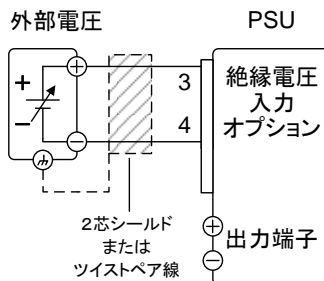 外部電圧
PSU
+
−
+
−
3
4
絶縁電圧
入力
オプション
2芯シールド
または
ツイストペア線
+
−
出力端子